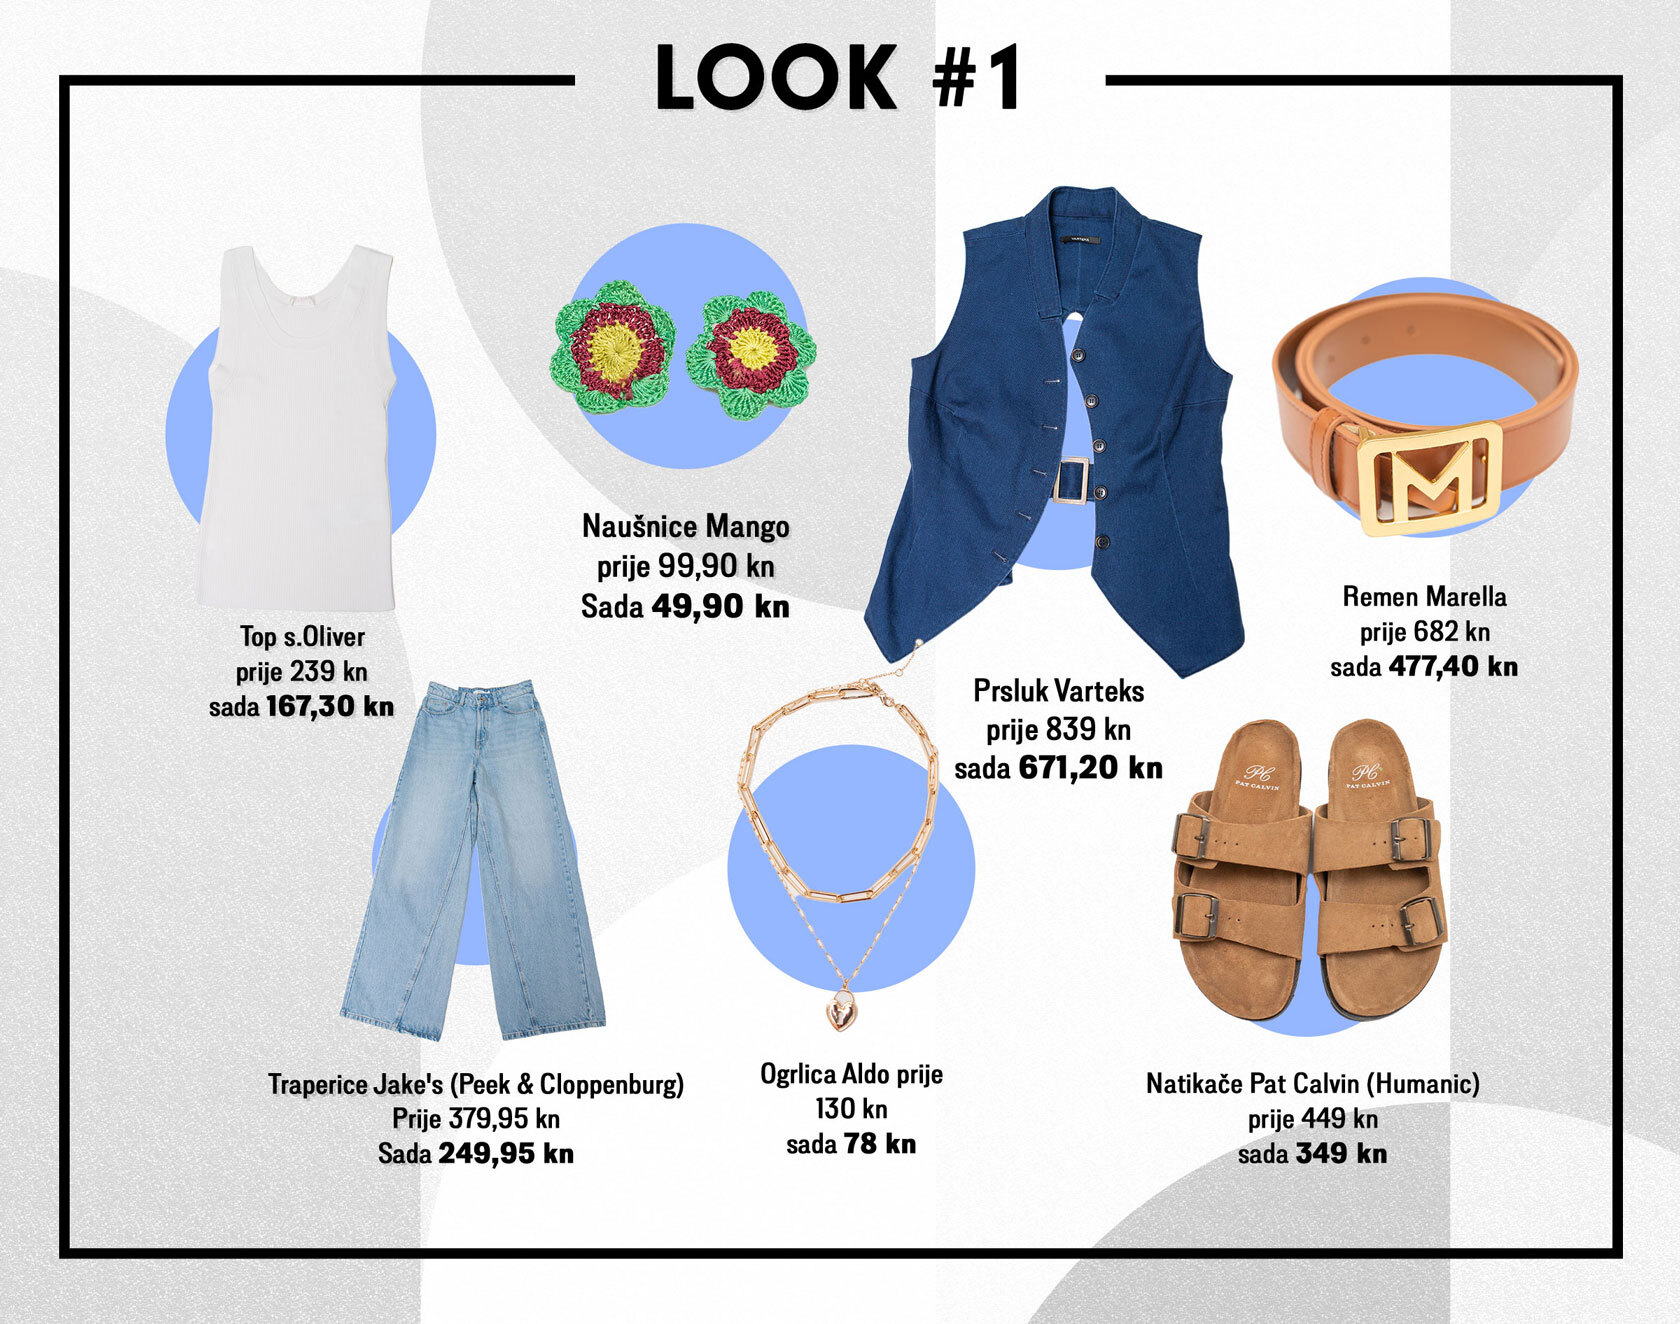 LOOK #1
Top s.Oliver
prije 239 kn
sada 167,30 kn
Naušnice Mango
prije 99,90 kn
Sada 49,90 kn
VARTEKS
Prsluk Varteks
prije 839 kn
sada 671,20 kn
M
Remen Marella
prije 682 kn
sada 477,40 kn
Traperice Jake's (Peek & Cloppenburg)
Prije 379,95 kn
Sada 249,95 kn
Ogrlica Aldo prije
130 kn
sada 78 kn
PC
PAT CALVIN
PC
PAT CALVIN
Natikače Pat Calvin (Humanic)
prije 449 kn
sada 349 kn